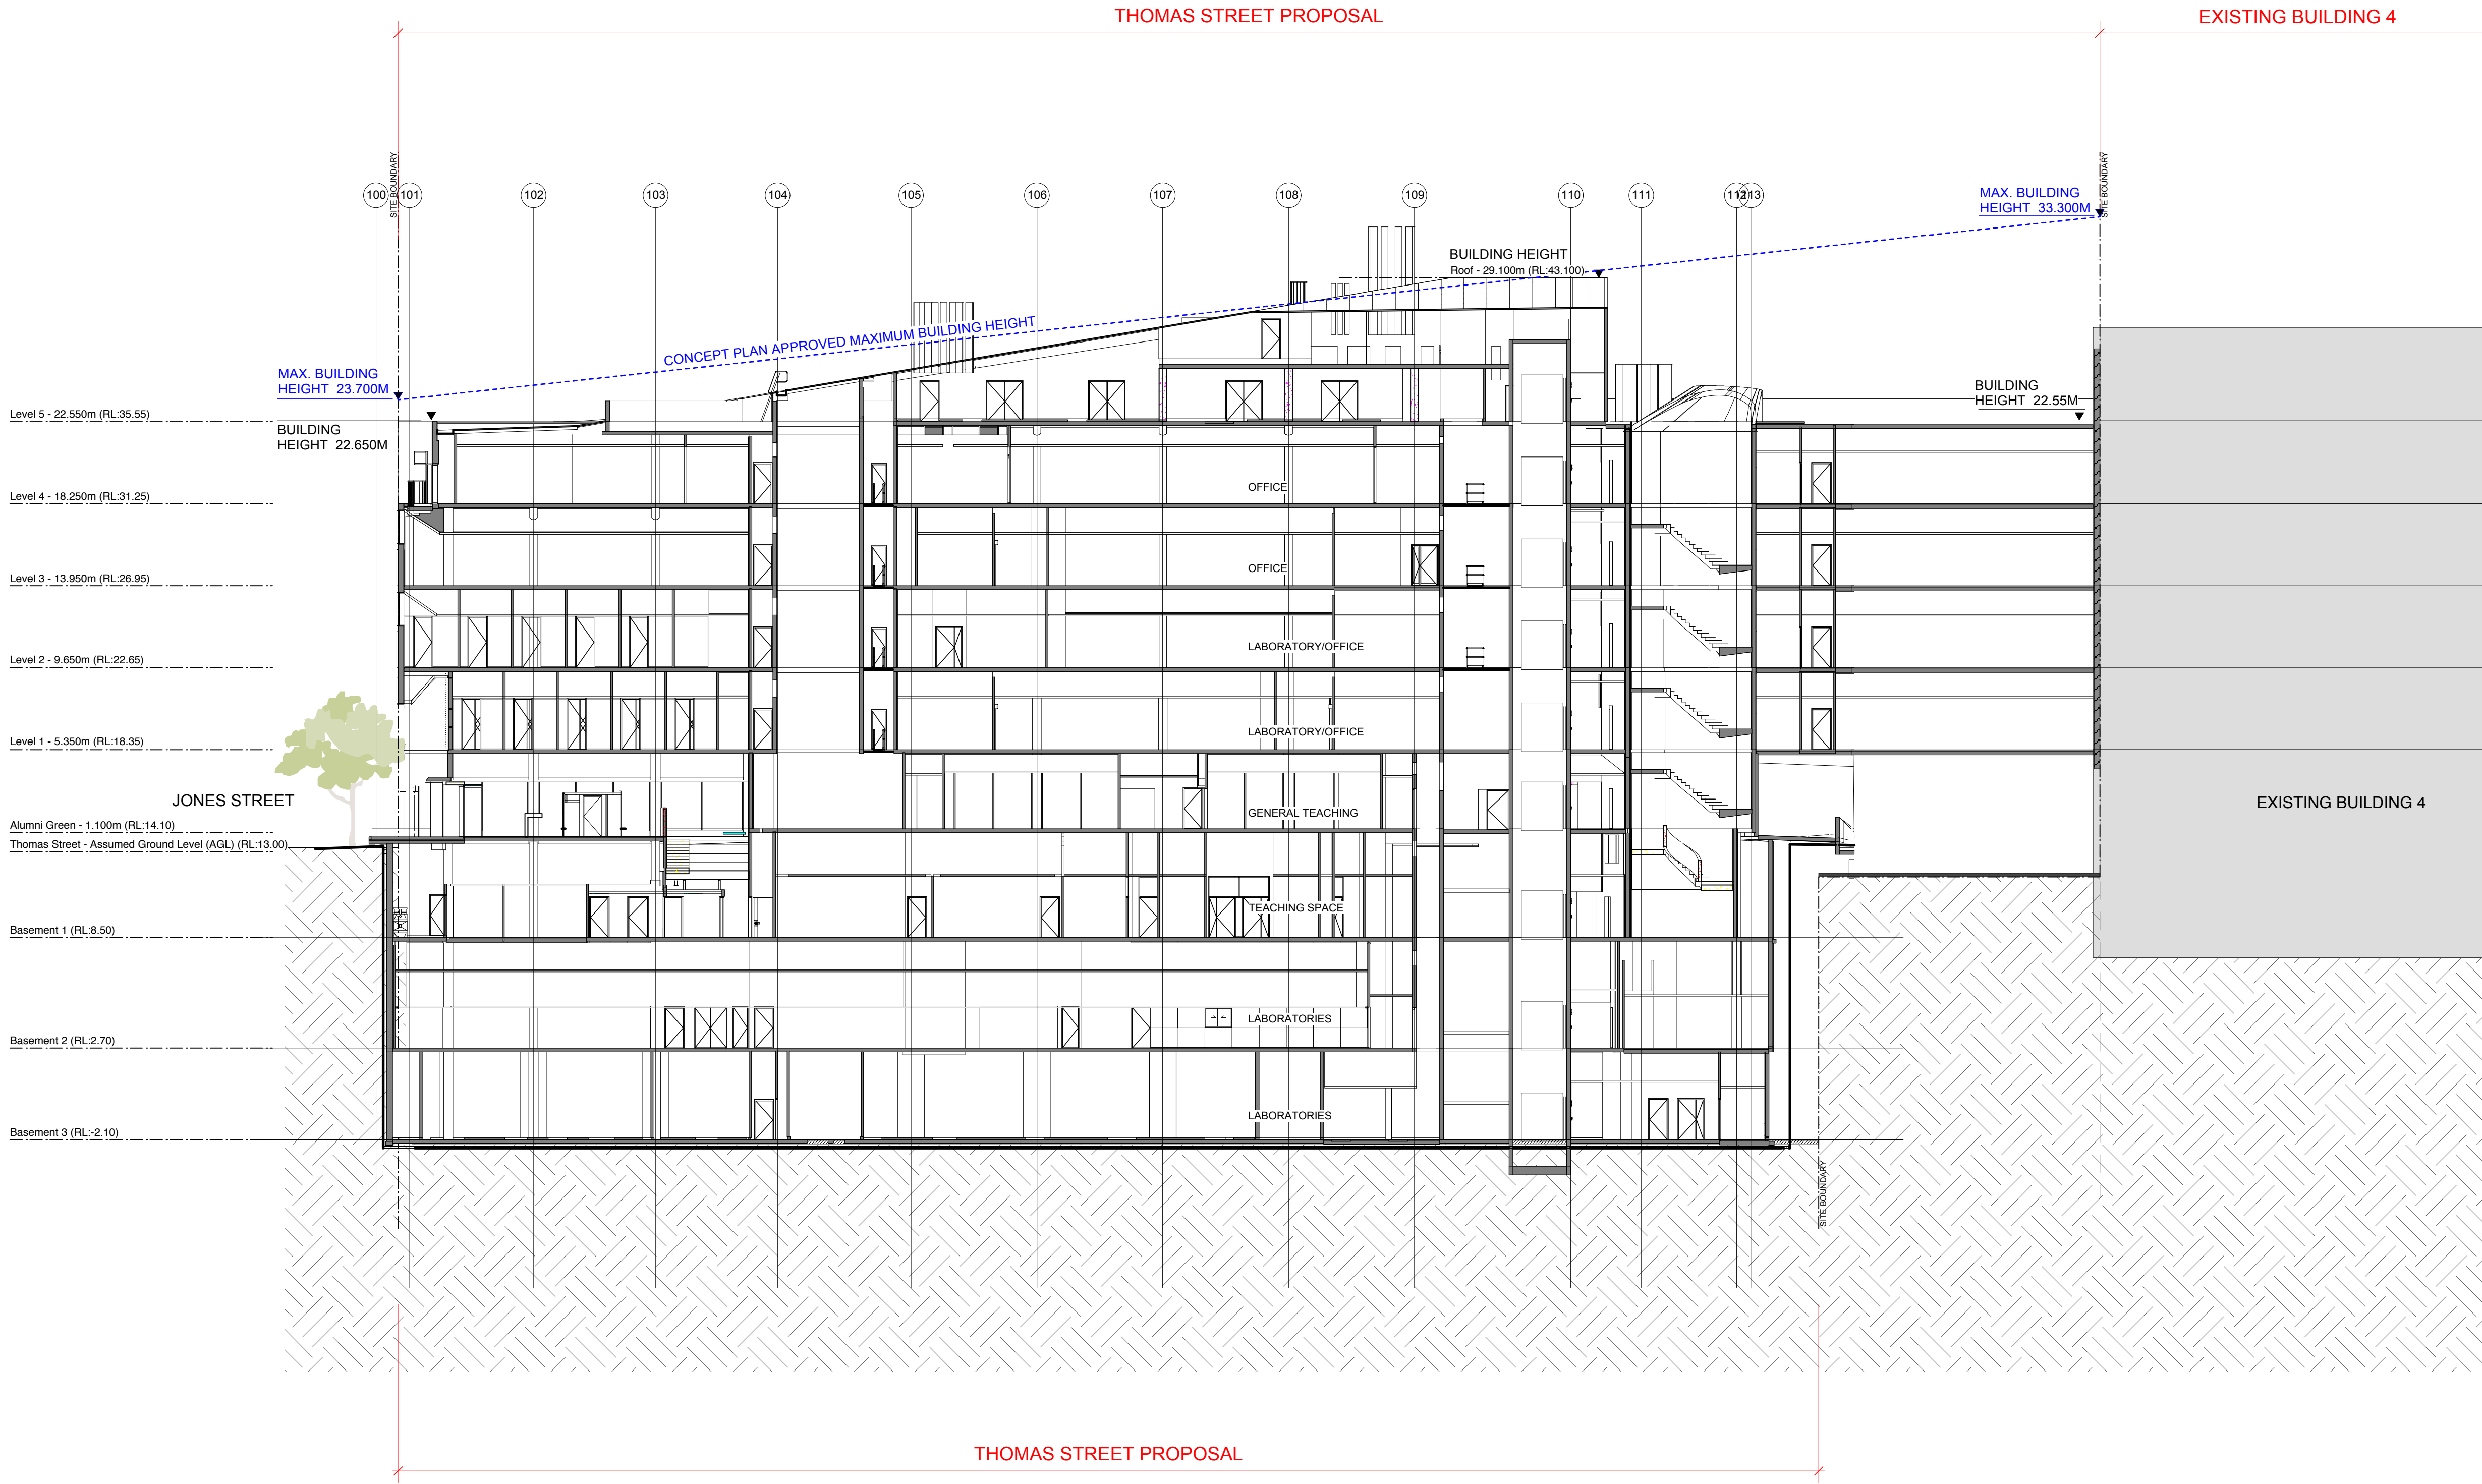 THOMAS STREET PROPOSAL
EXISTING BUILDING 4
SITE BOUNDARY
SITE BOUNDARY
100
101
102
103
104
105
106
107
108
109
110
111
112
113
MAX. BUILDING
HEIGHT 33.300M
BUILDING HEIGHT
Roof - 29.100m (RL:43.100)
CONCEPT PLAN APPROVED MAXIMUM BUILDING HEIGHT
MAX. BUILDING
HEIGHT 23.700M
BUILDING
HEIGHT 22.55M
Level 5 - 22.550m (RL:35.55)
BUILDING
HEIGHT 22.650M
OFFICE
Level 4 - 18.250m (RL:31.25)
OFFICE
Level 3 - 13.950m (RL:26.95)
LABORATORY/OFFICE
Level 2 - 9.650m (RL:22.65)
LABORATORY/OFFICE
Level 1 - 5.350m (RL:18.35)
JONES STREET
EXISTING BUILDING 4
GENERAL TEACHING
Alumni Green - 1.100m (RL:14.10)
Thomas Street - Assumed Ground Level (AGL) (RL:13.00)
TEACHING SPACE
Basement 1 (RL:8.50)
LABORATORIES
Basement 2 (RL:2.70)
LABORATORIES
Basement 3 (RL:-2.10)
SITE BOUNDARY
THOMAS STREET PROPOSAL